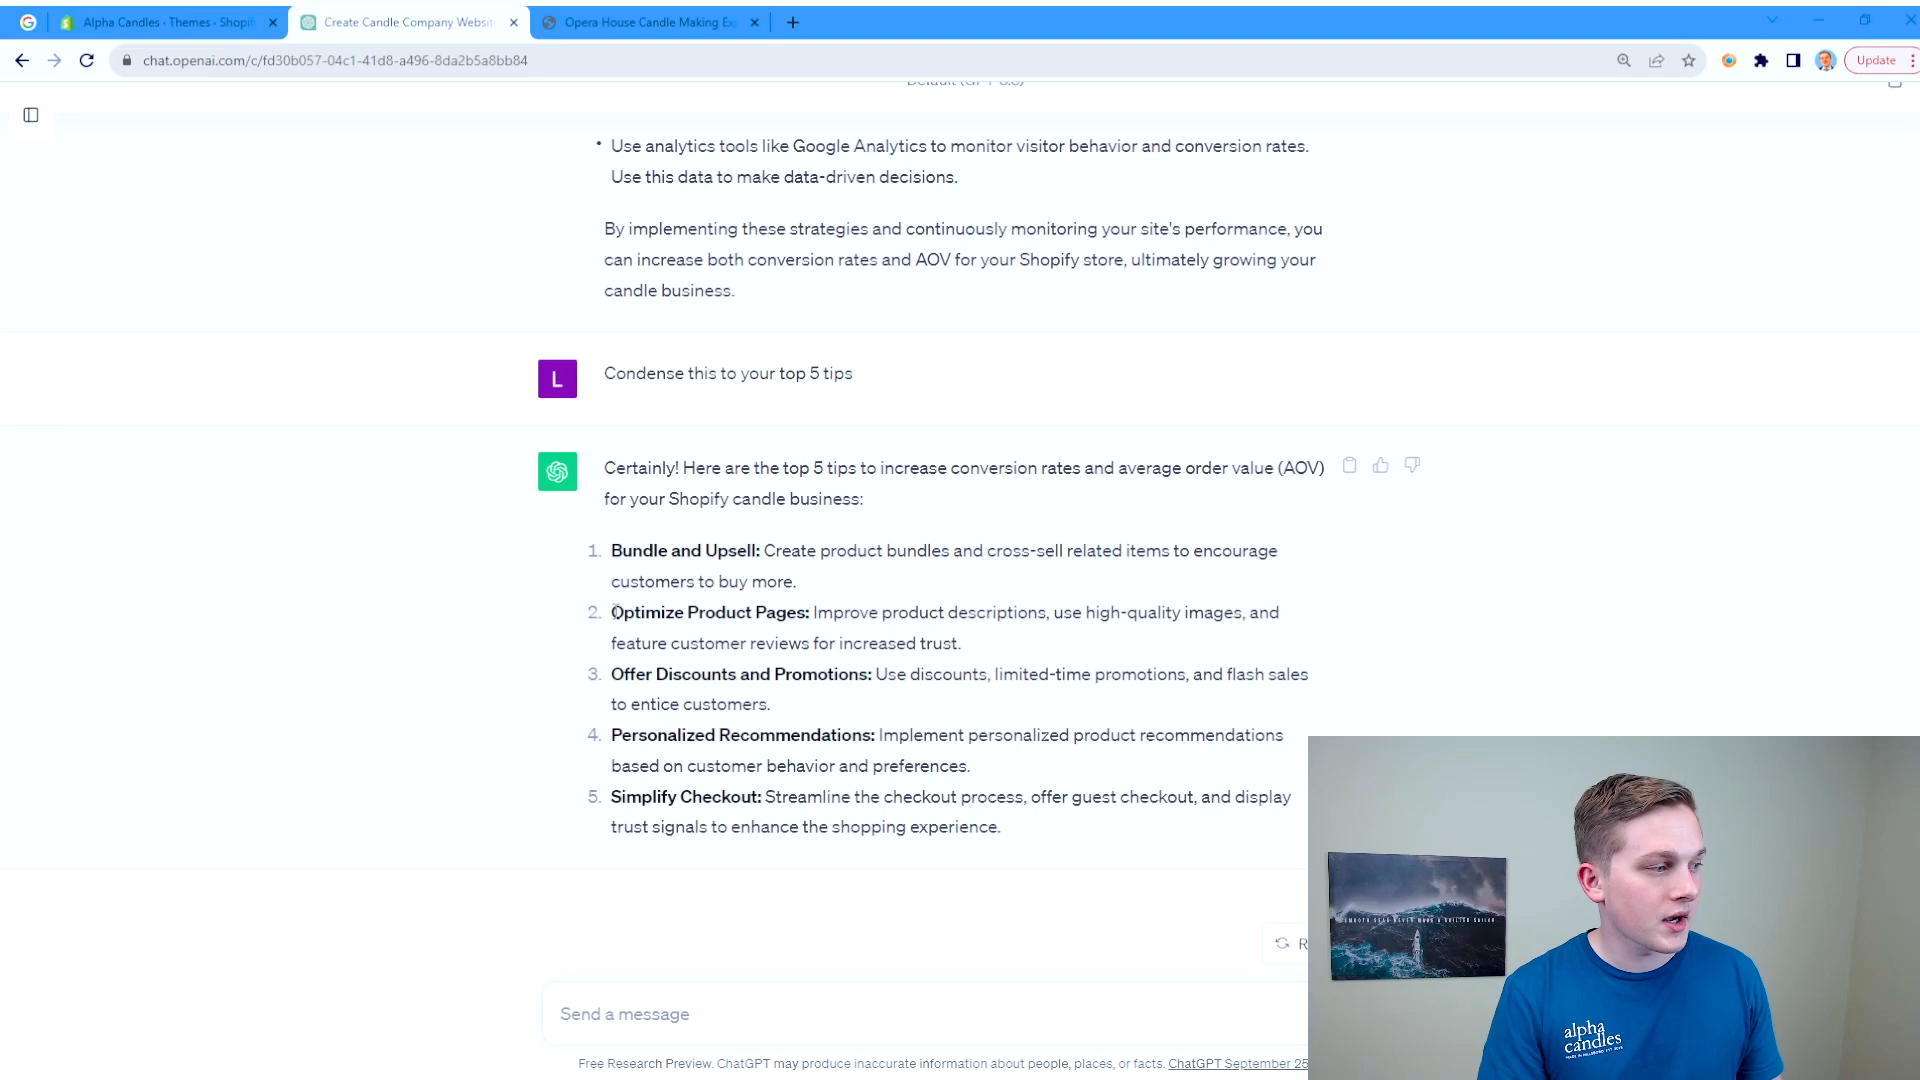 Alpha Candles · Themes · Shopif
Create Candle Company Websit
Opera House Candle Making Ex
chat.openai.com/c/fd30b057-04c1-41d8-a496-8da2b5a8bb84
Update
Default (GPT-3.5)
• Use analytics tools like Google Analytics to monitor visitor behavior and conversion rates.
Use this data to make data-driven decisions.
By implementing these strategies and continuously monitoring your site's performance, you
can increase both conversion rates and AOV for your Shopify store, ultimately growing your
candle business.
L
Condense this to your top 5 tips
Certainly! Here are the top 5 tips to increase conversion rates and average order value (AOV)
for your Shopify candle business:
1. Bundle and Upsell: Create product bundles and cross-sell related items to encourage
customers to buy more.
2. Optimize Product Pages: Improve product descriptions, use high-quality images, and
feature customer reviews for increased trust.
3. Offer Discounts and Promotions: Use discounts, limited-time promotions, and flash sales
to entice customers.
4. Personalized Recommendations: Implement personalized product recommendations
based on customer behavior and preferences.
5. Simplify Checkout: Streamline the checkout process, offer guest checkout, and display
trust signals to enhance the shopping experience.
R
Send a message
Free Research Preview. ChatGPT may produce inaccurate information about people, places, or facts. ChatGPT September 25
SMOOTH SEAS NEVER MADE A SKILLED SAILOR
alpha
candles